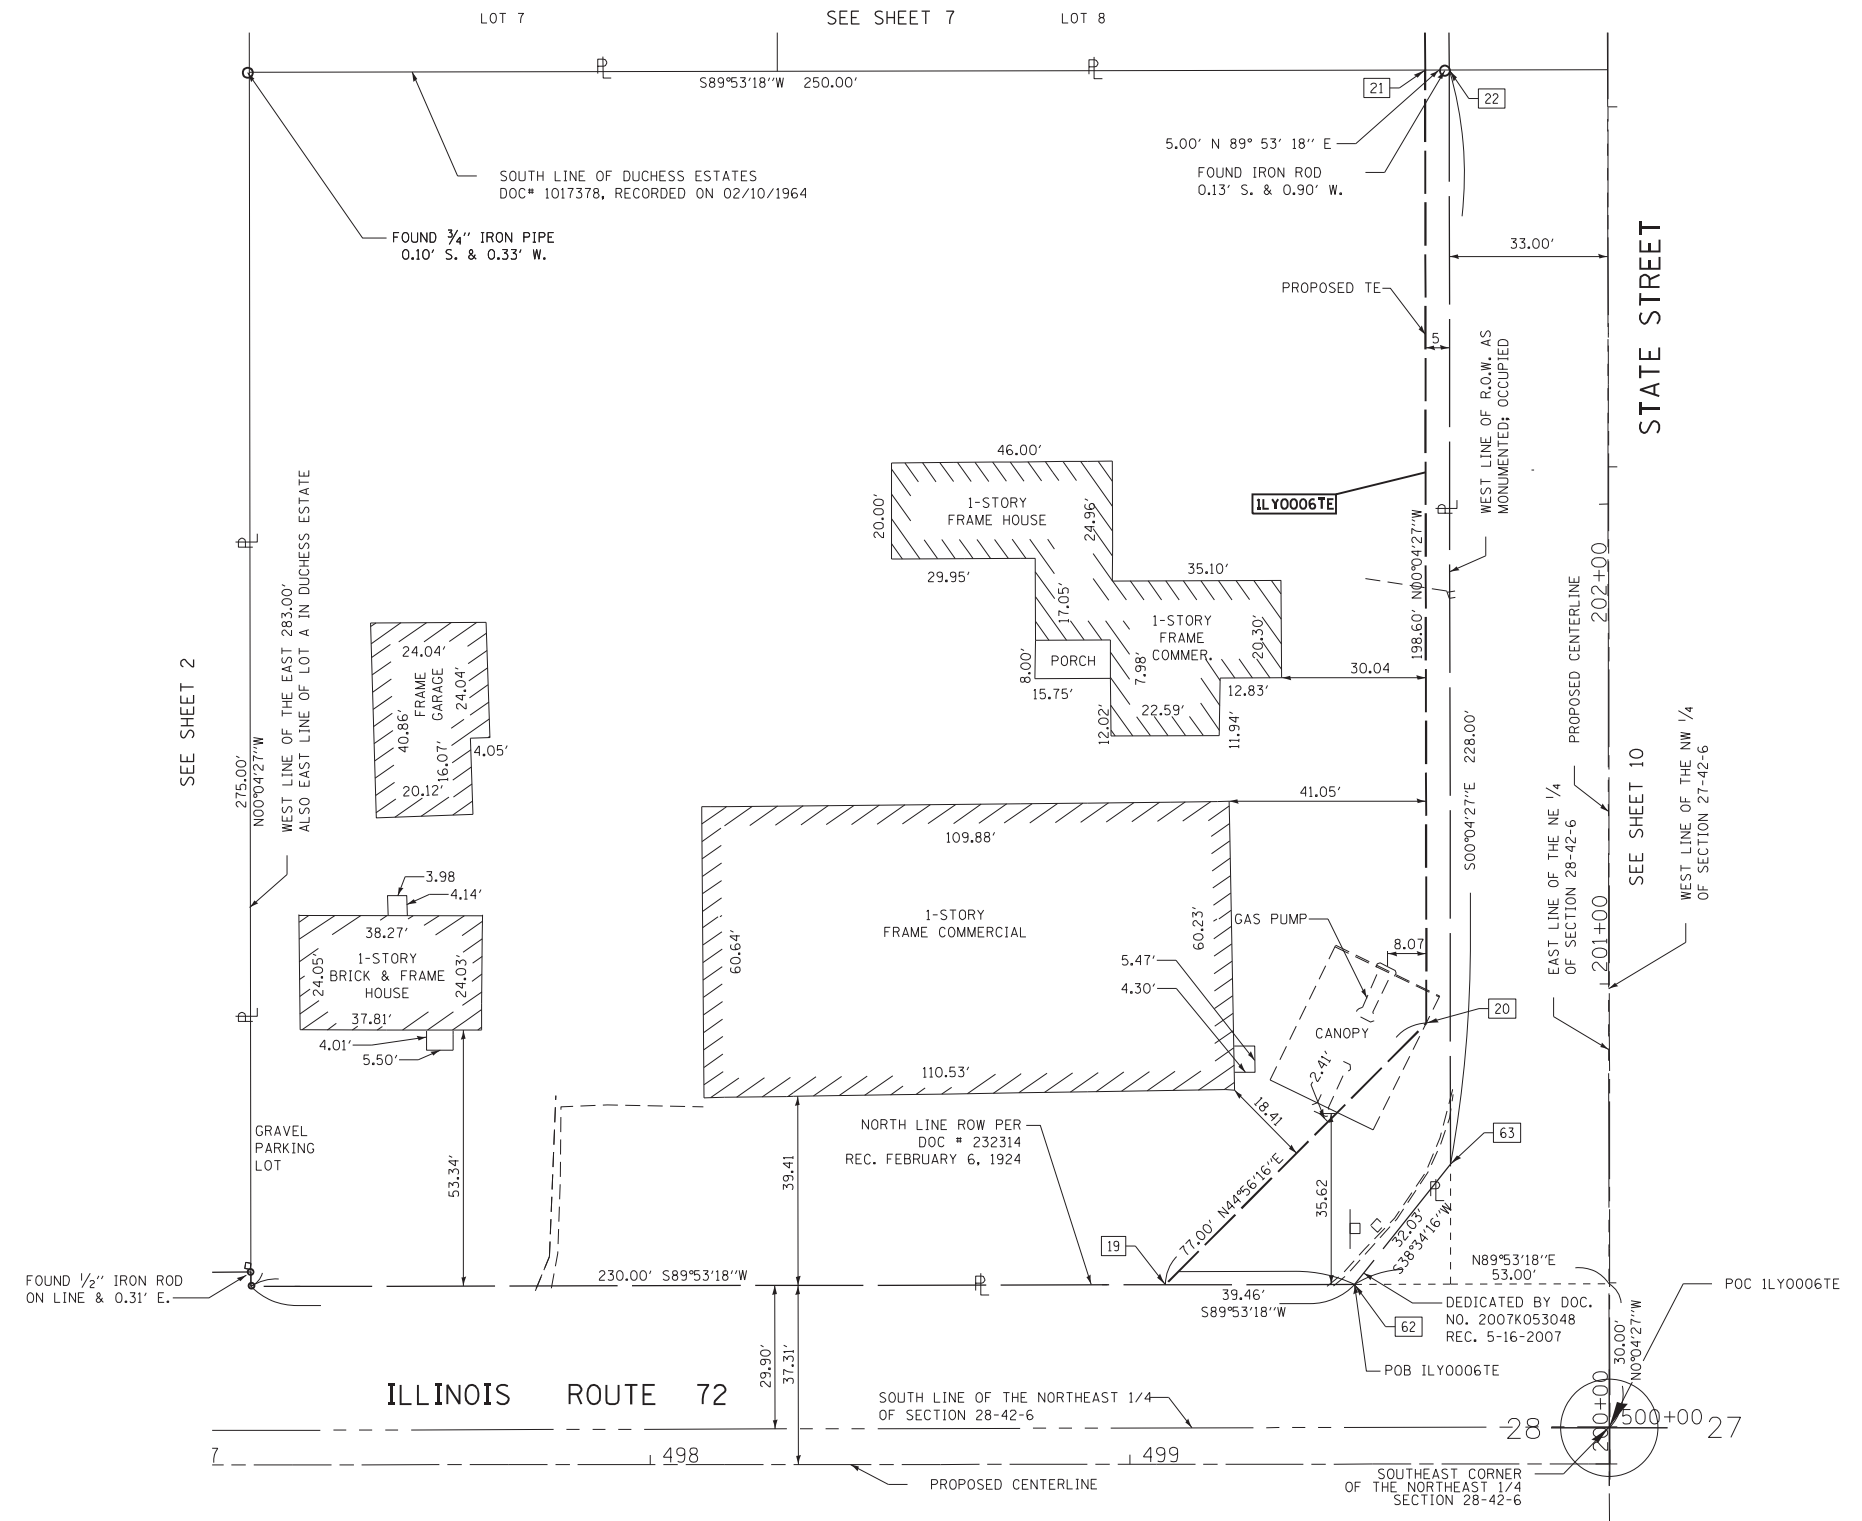 LOT 7
SEE SHEET 7
LOT 8
S89°53'18"W 250.00'
21
22
5.00' N 89° 53' 18" E
FOUND IRON ROD
0.13' S. & 0.90' W.
SOUTH LINE OF DUCHESS ESTATES
DOC# 1017378, RECORDED ON 02/10/1964
FOUND ¾" IRON PIPE
0.10' S. & 0.33' W.
33.00'
STATE STREET
PROPOSED TE
5
WEST LINE OF R.O.W. AS
MONUMENTED; OCCUPIED
1LY0006TE
198.60' N00°04'27"W
46.00'
20.00'
1-STORY
FRAME HOUSE
24.96'
29.95'
17.05'
35.10'
1-STORY
FRAME
COMMER.
20.30'
PORCH
8.00'
15.75'
7.98'
12.02'
22.59'
11.94'
12.83'
30.04
SEE SHEET 2
275.00'
N00°04'27"W
WEST LINE OF THE EAST 283.00'
ALSO EAST LINE OF LOT A IN DUCHESS ESTATE
24.04'
FRAME
GARAGE
24.04'
40.86'
16.07'
4.05'
20.12'
202+00
PROPOSED CENTERLINE
SEE SHEET 10
WEST LINE OF THE NW 1/4
OF SECTION 27-42-6
S00°04'27"E 228.00'
EAST LINE OF THE NE 1/4
OF SECTION 28-42-6
201+00
41.05'
109.88'
1-STORY
FRAME COMMERCIAL
60.64'
60.23'
110.53'
3.98
4.14'
38.27'
1-STORY
BRICK & FRAME
HOUSE
24.05'
24.03'
37.81'
4.01'
5.50'
GAS PUMP
8.07
5.47'
4.30'
CANOPY
20
2.41'
18.41
GRAVEL
PARKING
LOT
53.34'
39.41
NORTH LINE ROW PER
DOC # 232314
REC. FEBRUARY 6, 1924
63
35.62
77.00' N44°56'16"E
32.03'
S38°34'16"W
19
FOUND 1/2" IRON ROD
ON LINE & 0.31' E.
230.00' S89°53'18"W
39.46'
S89°53'18"W
N89°53'18"E
53.00'
POC 1LY0006TE
DEDICATED BY DOC.
NO. 2007K053048
REC. 5-16-2007
62
30.00'
N0°04'27"W
POB 1LY0006TE
29.90'
37.31'
ILLINOIS ROUTE 72
SOUTH LINE OF THE NORTHEAST 1/4
OF SECTION 28-42-6
200+00
500+00
28
27
7
498
499
PROPOSED CENTERLINE
SOUTHEAST CORNER
OF THE NORTHEAST 1/4
SECTION 28-42-6